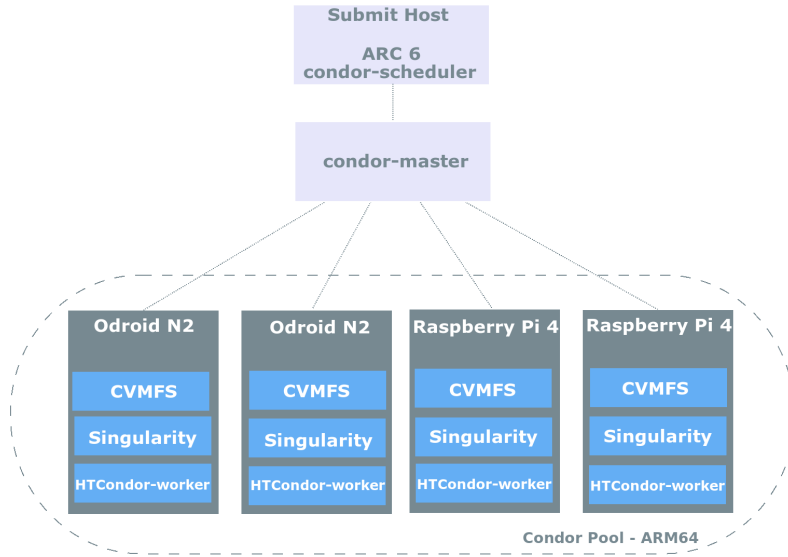 Submit Host
ARC 6
condor-scheduler
condor-master
Odroid N2
CVMFS
Singularity
HTCondor-worker
Odroid N2
CVMFS
Singularity
HTCondor-worker
Raspberry Pi 4
CVMFS
Singularity
HTCondor-worker
Raspberry Pi 4
CVMFS
Singularity
HTCondor-worker
Condor Pool - ARM64